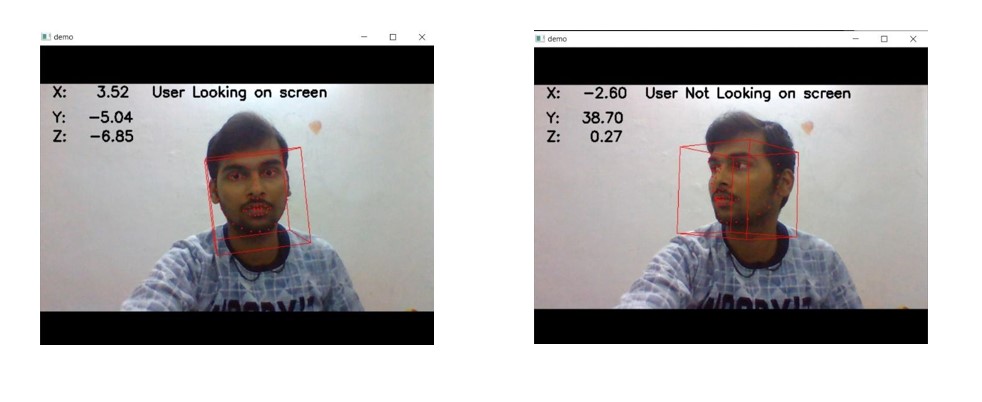 demo
X: 3.52 User Looking on screen
Y: −5.04
Z: −6.85
demo
X: −2.60 User Not Looking on screen
Y: 38.70
Z: 0.27